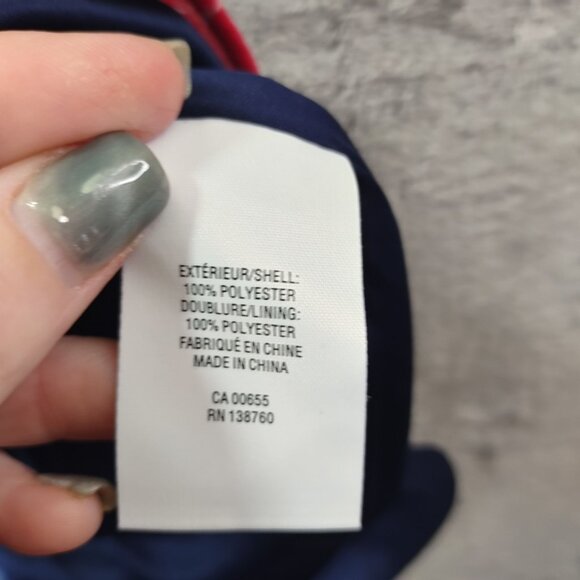 EXTÉRIEUR/SHELL:
100% POLYESTER
DOUBLURE/LINING:
100% POLYESTER
FABRIQUÉ EN CHINE
MADE IN CHINA
CA 00655
RN 138760